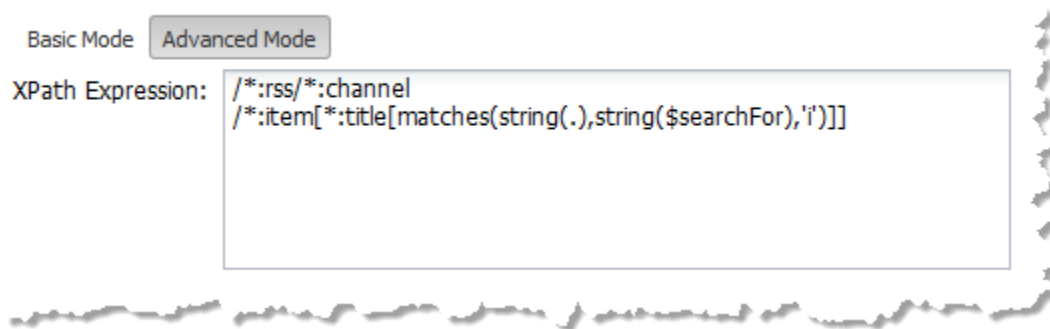 Basic Mode Advanced Mode
XPath Expression: /*:rss/*:channel
/*:item[*:title[matches(string(.),string($searchFor),'i')]]